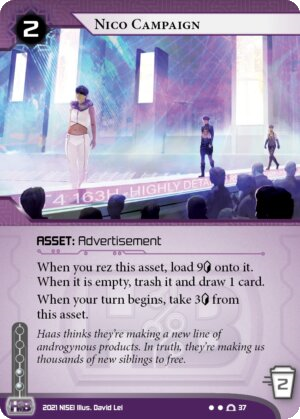 2
Nico Campaign
4 163H-HIGHLY DETA
ASSET: Advertisement
When you rez this asset, load 9 onto it.
When it is empty, trash it and draw 1 card.
When your turn begins, take 3 from
this asset.
Haas thinks they're making a new line of
androgynous products. In truth, they're making us
thousands of new siblings to free.
2
HB
2021 NISEI Illus. David Lei
37